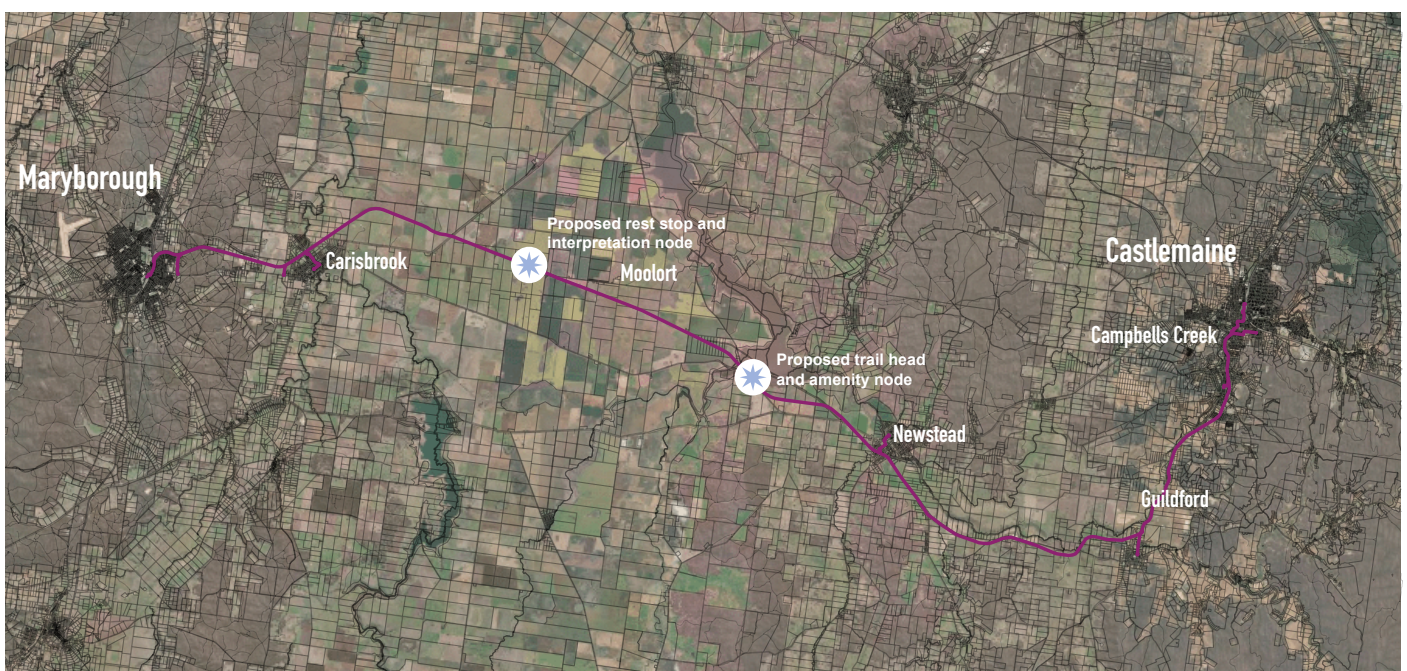 Maryborough
Proposed rest stop and
interpretation node
Carisbrook
Moolort
Castlemaine
Campbells Creek
Proposed trail head
and amenity node
Newstead
Guildford